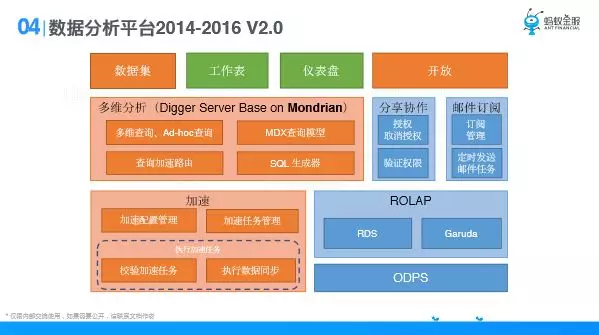 04 数据分析平台2014-2016 V2.0
蚂蚁金服
ANT FINANCIAL
数据集
工作表
仪表盘
开放
多维分析（Digger Server Base on Mondrian）
多维查询、Ad-hoc查询
MDX查询模型
查询加速路由
SQL 生成器
分享协作
授权
取消授权
验证权限
邮件订阅
订阅
管理
定时发送
邮件任务
加速
加速配置管理
加速任务管理
执行加速任务
校验加速任务
执行数据同步
ROLAP
RDS
Garuda
ODPS
* 仅限内部交流使用，如果需要公开，请联系文档作者